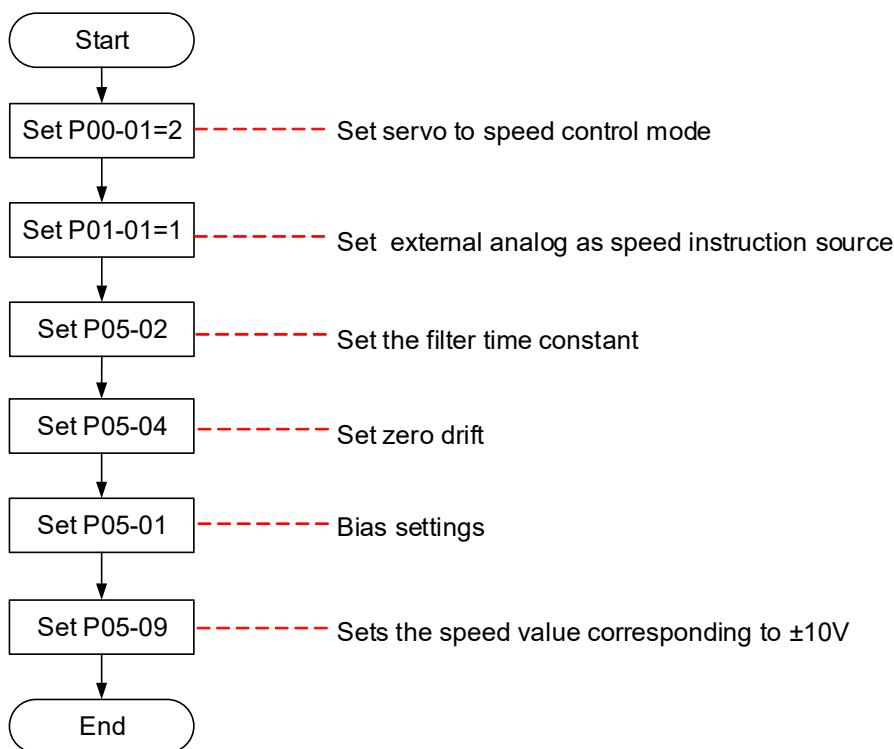 Start
Set P00-01=2
Set servo to speed control mode
Set P01-01=1
Set external analog as speed instruction source
Set P05-02
Set the filter time constant
Set P05-04
Set zero drift
Set P05-01
Bias settings
Set P05-09
Sets the speed value corresponding to ±10V
End